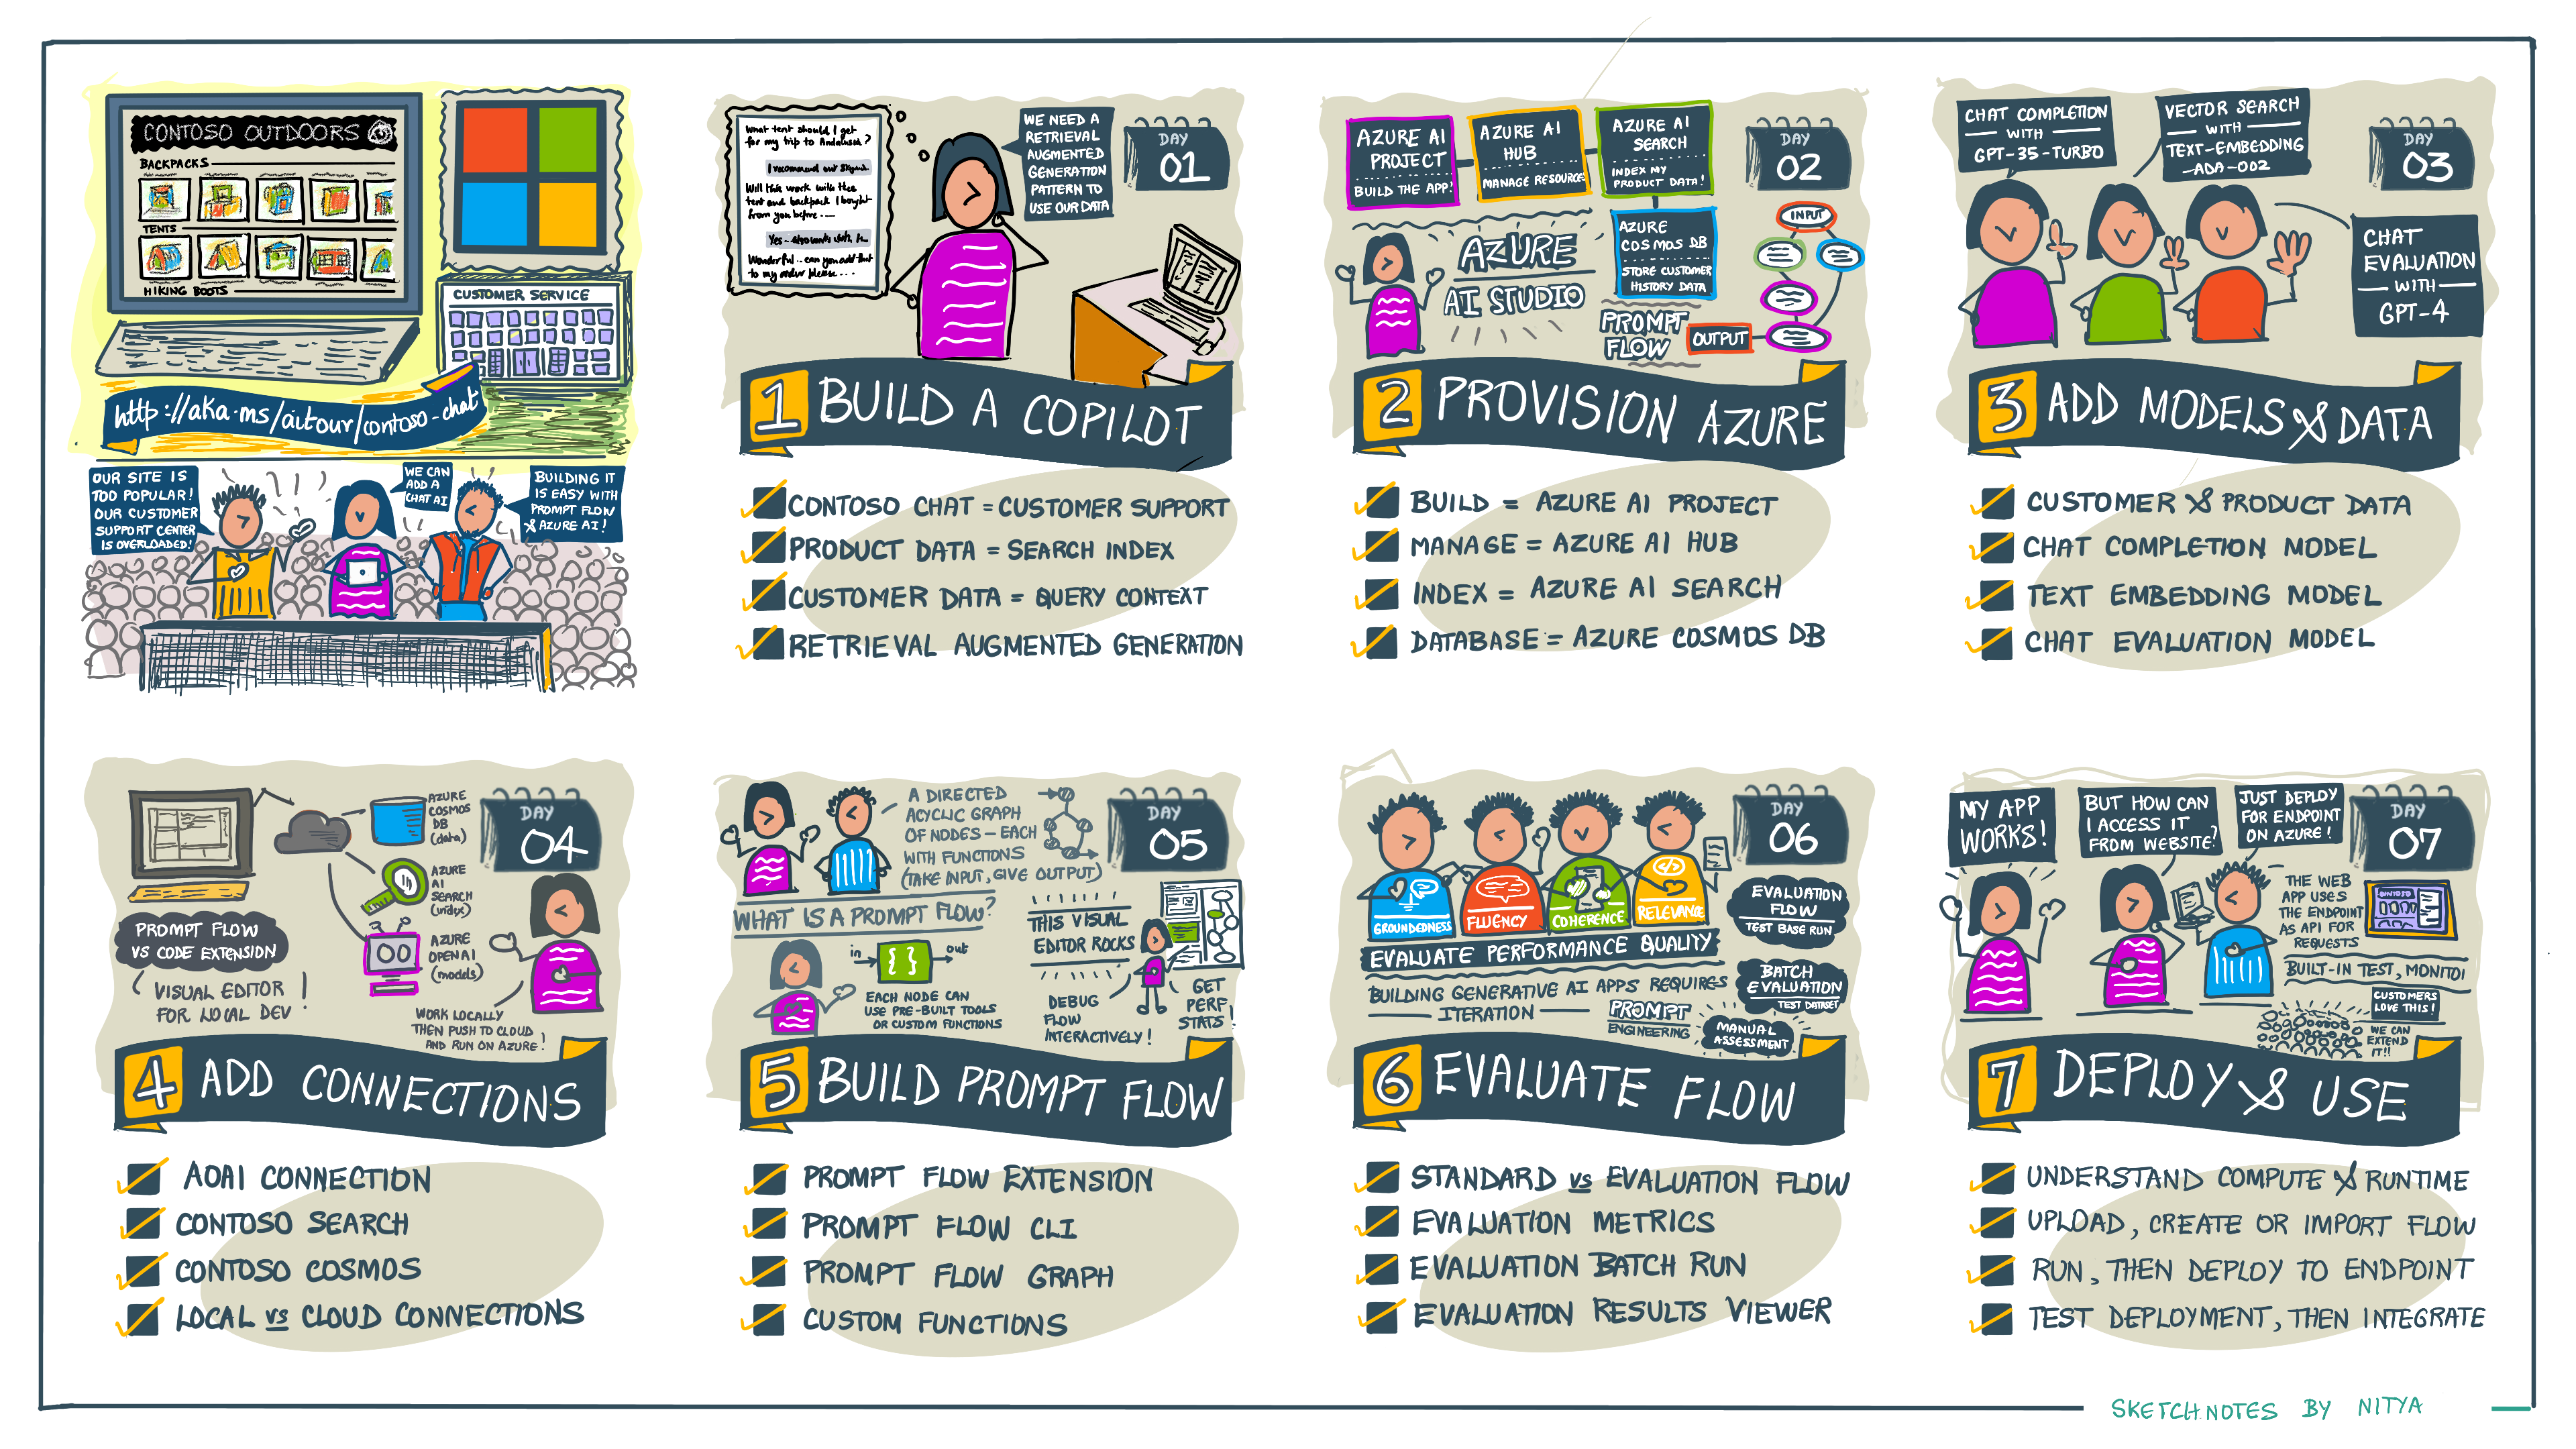 CONTOSO OUTDOORS
BACKPACKS
TENTS
HIKING BOOTS
CUSTOMER SERVICE
http://aka.ms/aitour/contoso-chat
OUR SITE IS
TOO POPULAR!
OUR CUSTOMER
SUPPORT CENTER
IS OVERLOADED!
WE CAN
ADD A
CHAT AI
BUILDING IT
IS EASY WITH
PROMPT FLOW
& AZURE AI!
What tent should I get
for my trip to Andalusia?
I recommend our
Will this work with the
tent and backpack I bought
from you before...
Yes-
Wonderful.. can you add that
to my order please...
WE NEED A
RETRIEVAL
AUGMENTED
GENERATION
PATTERN TO
USE OUR DATA
DAY
01
1 BUILD A COPILOT
CONTOSO CHAT = CUSTOMER SUPPORT
PRODUCT DATA = SEARCH INDEX
CUSTOMER DATA = QUERY CONTEXT
RETRIEVAL AUGMENTED GENERATION
AZURE AI
PROJECT
BUILD THE APP!
AZURE AI
HUB
MANAGE RESOURCES
AZURE AI
SEARCH
INDEX MY
PRODUCT DATA!
DAY
02
AZURE
AI STUDIO
AZURE
COSMOS DB
STORE CUSTOMER
HISTORY DATA
INPUT
PROMPT
FLOW
OUTPUT
2 PROVISION AZURE
BUILD = AZURE AI PROJECT
MANAGE = AZURE AI HUB
INDEX = AZURE AI SEARCH
DATABASE = AZURE COSMOS DB
CHAT COMPLETION
WITH
GPT-35-TURBO
VECTOR SEARCH
WITH
TEXT-EMBEDDING
-ADA-002
DAY
03
CHAT
EVALUATION
WITH
GPT-4
3 ADD MODELS & DATA
CUSTOMER & PRODUCT DATA
CHAT COMPLETION MODEL
TEXT EMBEDDING MODEL
CHAT EVALUATION MODEL
AZURE
COSMOS
DB
(data)
AZURE
AI
SEARCH
(index)
AZURE
OPENAI
(models)
DAY
04
PROMPT FLOW
VS CODE EXTENSION
VISUAL EDITOR
FOR LOCAL DEV!
WORK LOCALLY
THEN PUSH TO CLOUD
AND RUN ON AZURE!
4 ADD CONNECTIONS
AOAI CONNECTION
CONTOSO SEARCH
CONTOSO COSMOS
LOCAL vs CLOUD CONNECTIONS
A DIRECTED
ACYCLIC GRAPH
OF NODES - EACH
WITH FUNCTIONS
(TAKE INPUT, GIVE OUTPUT)
DAY
05
WHAT IS A PROMPT FLOW?
in
{ }
out
EACH NODE CAN
USE PRE-BUILT TOOLS
OR CUSTOM FUNCTIONS
THIS VISUAL
EDITOR ROCKS
DEBUG
FLOW
INTERACTIVELY!
GET
PERF
STATS!
5 BUILD PROMPT FLOW
PROMPT FLOW EXTENSION
PROMPT FLOW CLI
PROMPT FLOW GRAPH
CUSTOM FUNCTIONS
GROUNDEDNESS
FLUENCY
COHERENCE
</> RELEVANCE
DAY
06
EVALUATION
FLOW
TEST BASE RUN
EVALUATE PERFORMANCE QUALITY
BUILDING GENERATIVE AI APPS REQUIRES
ITERATION
PROMPT
ENGINEERING
BATCH
EVALUATION
TEST DATASET
MANUAL
ASSESSMENT
6 EVALUATE FLOW
STANDARD vs EVALUATION FLOW
EVALUATION METRICS
EVALUATION BATCH RUN
EVALUATION RESULTS VIEWER
MY APP
WORKS!
BUT HOW CAN
I ACCESS IT
FROM WEBSITE?
JUST DEPLOY
FOR ENDPOINT
ON AZURE!
DAY
07
THE WEB
APP USES
THE ENDPOINT
AS API FOR
REQUESTS
CONTOSO
BUILT-IN TEST, MONITOR
CUSTOMERS
LOVE THIS!
WE CAN
EXTEND
IT!!
7 DEPLOY & USE
UNDERSTAND COMPUTE & RUNTIME
UPLOAD, CREATE OR IMPORT FLOW
RUN, THEN DEPLOY TO ENDPOINT
TEST DEPLOYMENT, THEN INTEGRATE
SKETCHNOTES BY NITYA